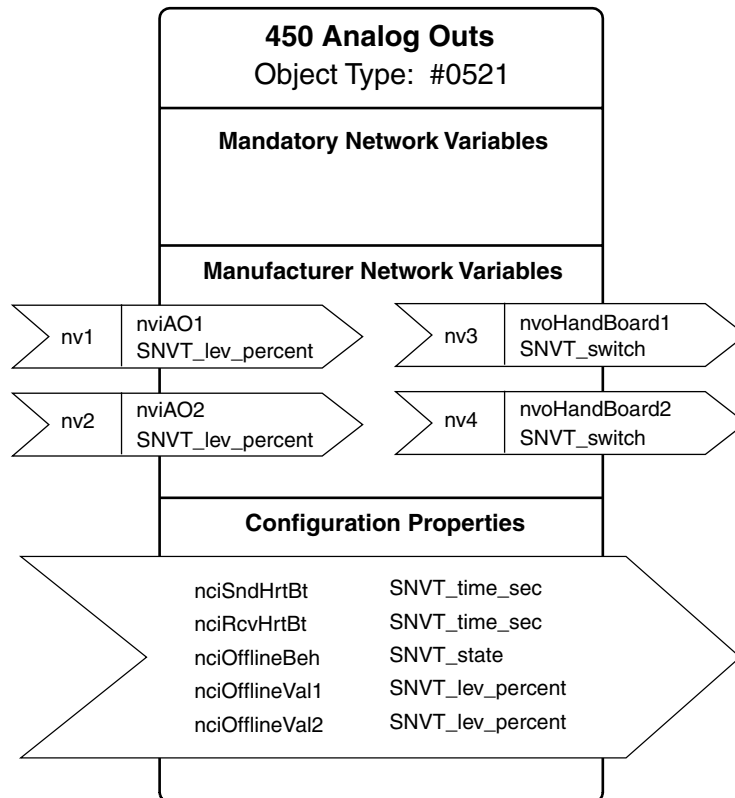 450 Analog Outs
Object Type: #0521
Mandatory Network Variables
Manufacturer Network Variables
nv1
nviAO1
SNVT_lev_percent
nv3
nvoHandBoard1
SNVT_switch
nv2
nviAO2
SNVT_lev_percent
nv4
nvoHandBoard2
SNVT_switch
Configuration Properties
nciSndHrtBt SNVT_time_sec
nciRcvHrtBt SNVT_time_sec
nciOfflineBeh SNVT_state
nciOfflineVal1 SNVT_lev_percent
nciOfflineVal2 SNVT_lev_percent